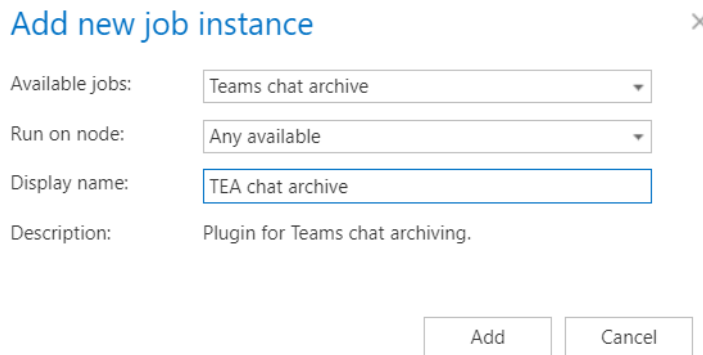 Add new job instance
Available jobs: Teams chat archive
Run on node: Any available
Display name: TEA chat archive
Description: Plugin for Teams chat archiving.
Add Cancel